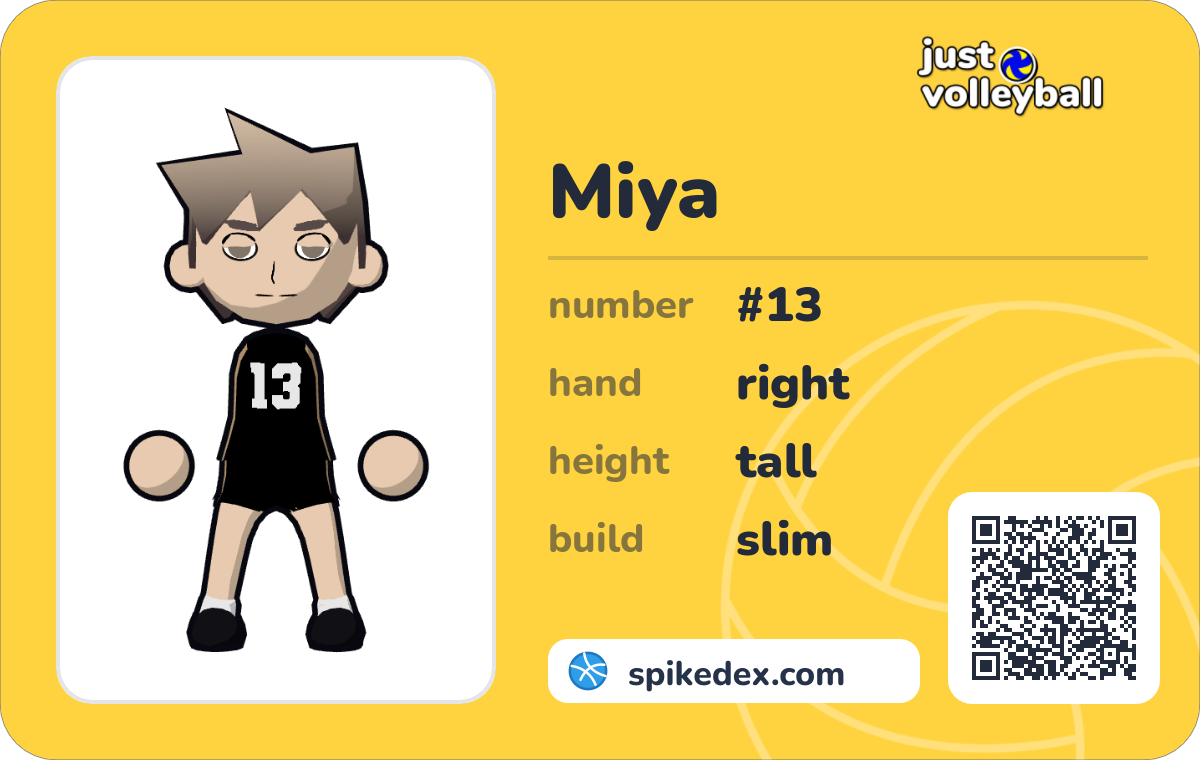 just
volleyball
Miya
number #13
hand right
height tall
build slim
13
spikedex.com